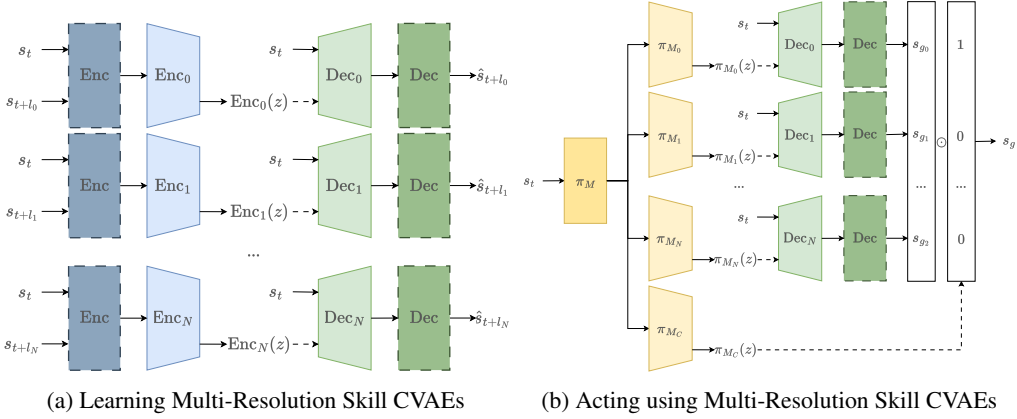 s_t
s_{t+l_0}
Enc
Enc_0
Enc_0(z)
s_t
Dec_0
Dec
ŝ_{t+l_0}
s_t
s_{t+l_1}
Enc
Enc_1
Enc_1(z)
s_t
Dec_1
Dec
ŝ_{t+l_1}
...
s_t
s_{t+l_N}
Enc
Enc_N
Enc_N(z)
s_t
Dec_N
Dec
ŝ_{t+l_N}
(a) Learning Multi-Resolution Skill CVAEs
s_t
π_M
π_{M_0}
π_{M_0}(z)
s_t
Dec_0
Dec
s_{g_0}
1
π_{M_1}
π_{M_1}(z)
s_t
Dec_1
Dec
s_{g_1}
⊙
0
s_g
...
...
...
π_{M_N}
π_{M_N}(z)
s_t
Dec_N
Dec
s_{g_2}
0
π_{M_C}
π_{M_C}(z)
(b) Acting using Multi-Resolution Skill CVAEs